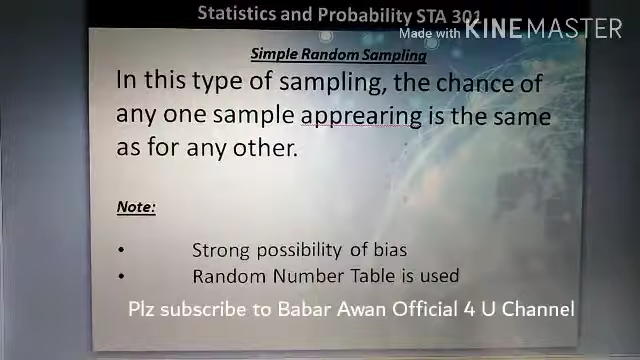 Statistics and Probability STA 301
Made with KINEMASTER
Simple Random Sampling
In this type of sampling, the chance of
any one sample apprearing is the same
as for any other.
Note:
• Strong possibility of bias
• Random Number Table is used
Plz subscribe to Babar Awan Official 4 U Channel